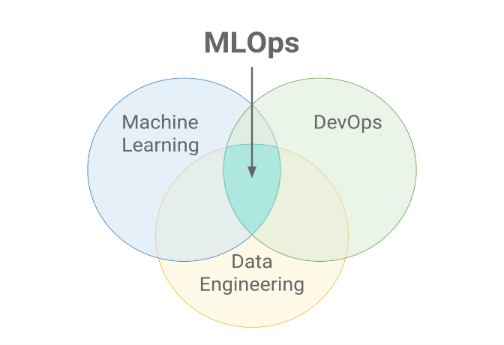 MLOps
Machine
Learning
DevOps
Data
Engineering